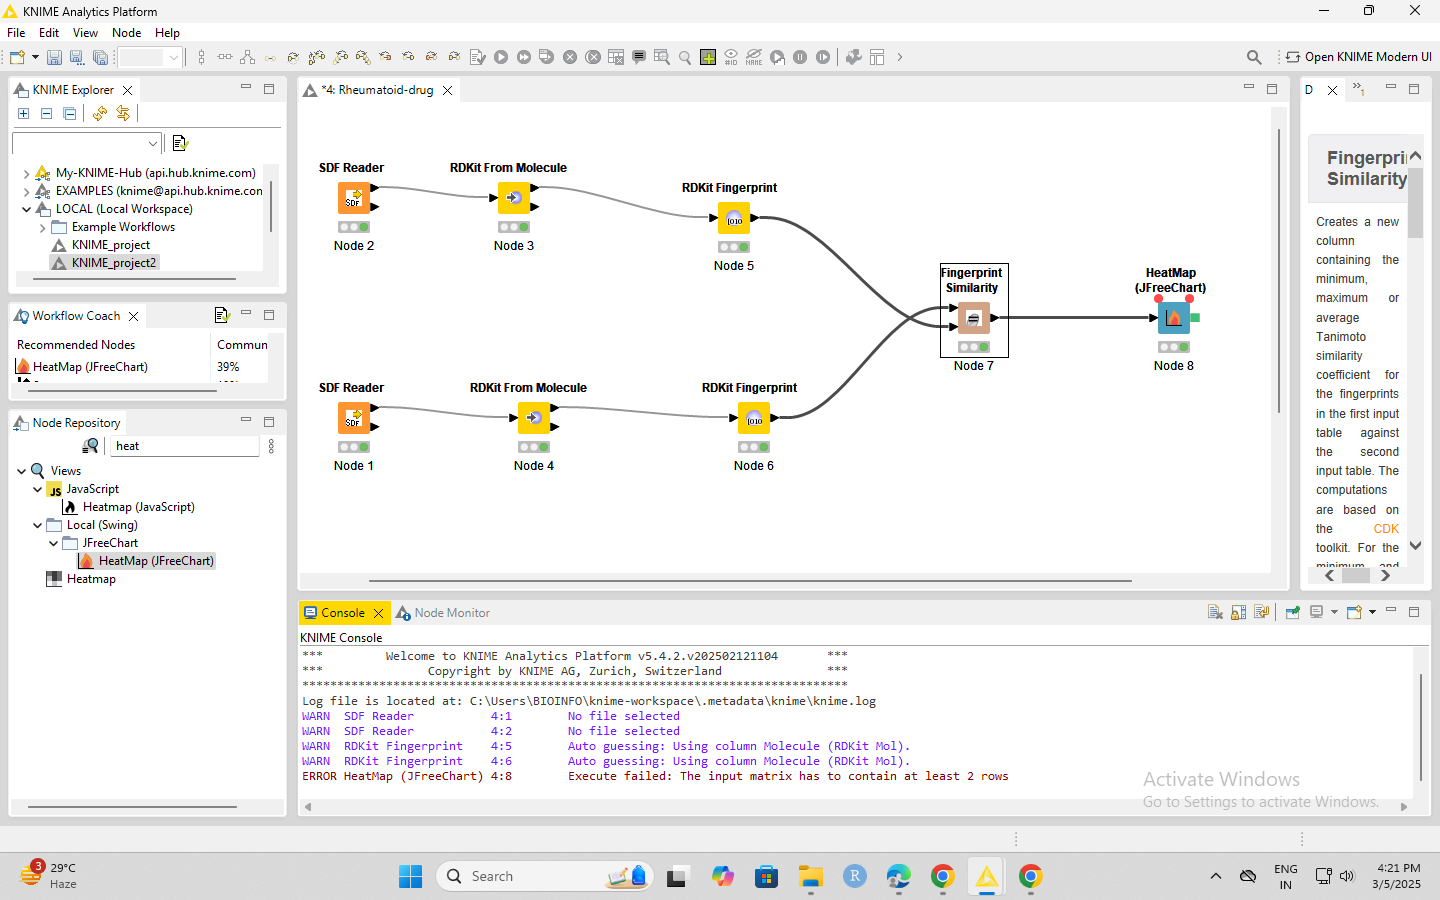 KNIME Analytics Platform
File Edit View Node Help
Open KNIME Modern UI
KNIME Explorer
My-KNIME-Hub (api.hub.knime.com)
EXAMPLES (knime@api.hub.knime.con
LOCAL (Local Workspace)
Example Workflows
KNIME_project
KNIME_project2
Workflow Coach
Recommended Nodes Commun
HeatMap (JFreeChart) 39%
Node Repository
heat
Views
JavaScript
Heatmap (JavaScript)
Local (Swing)
JFreeChart
HeatMap (JFreeChart)
Heatmap
*4: Rheumatoid-drug
SDF Reader
Node 2
RDKit From Molecule
Node 3
RDKit Fingerprint
Node 5
Fingerprint
Similarity
Node 7
HeatMap
(JFreeChart)
Node 8
SDF Reader
Node 1
RDKit From Molecule
Node 4
RDKit Fingerprint
Node 6
D
Fingerpri
Similarity
Creates a new
column
containing the
minimum,
maximum or
average
Tanimoto
similarity
coefficient for
the fingerprints
in the first input
table against
the second
input table. The
computations
are based on
the CDK
toolkit. For the
minimum and
Console Node Monitor
KNIME Console
*** Welcome to KNIME Analytics Platform v5.4.2.v202502121104 ***
*** Copyright by KNIME AG, Zurich, Switzerland ***
Log file is located at: C:\Users\BIOINFO\knime-workspace\.metadata\knime\knime.log
WARN SDF Reader 4:1 No file selected
WARN SDF Reader 4:2 No file selected
WARN RDKit Fingerprint 4:5 Auto guessing: Using column Molecule (RDKit Mol).
WARN RDKit Fingerprint 4:6 Auto guessing: Using column Molecule (RDKit Mol).
ERROR HeatMap (JFreeChart) 4:8 Execute failed: The input matrix has to contain at least 2 rows
Activate Windows
Go to Settings to activate Windows.
3
29°C
Haze
Search
ENG
IN
4:21 PM
3/5/2025